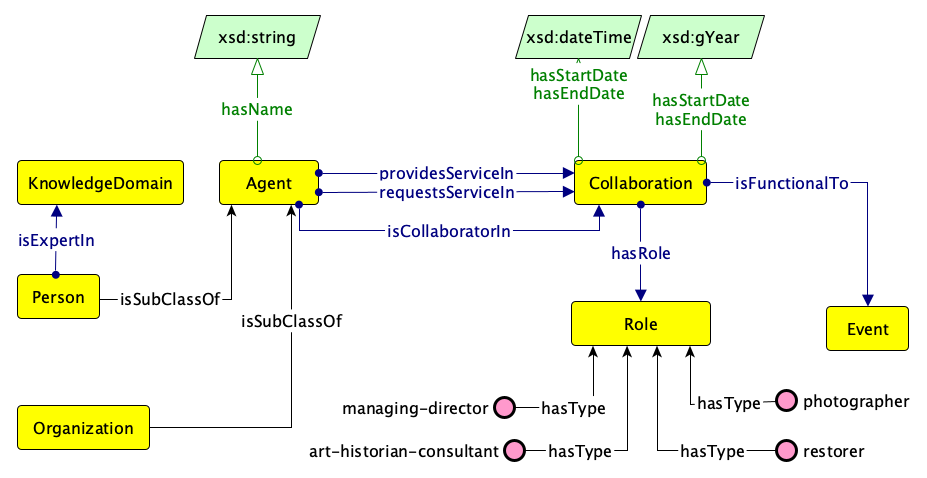 xsd:string
xsd:dateTime
xsd:gYear
hasName
hasStartDate
hasEndDate
hasStartDate
hasEndDate
KnowledgeDomain
Agent
providesServiceIn
requestsServiceIn
Collaboration
isFunctionalTo
isExpertIn
isCollaboratorIn
hasRole
Person
isSubClassOf
isSubClassOf
Role
Event
managing-director
hasType
hasType
photographer
Organization
art-historian-consultant
hasType
hasType
restorer